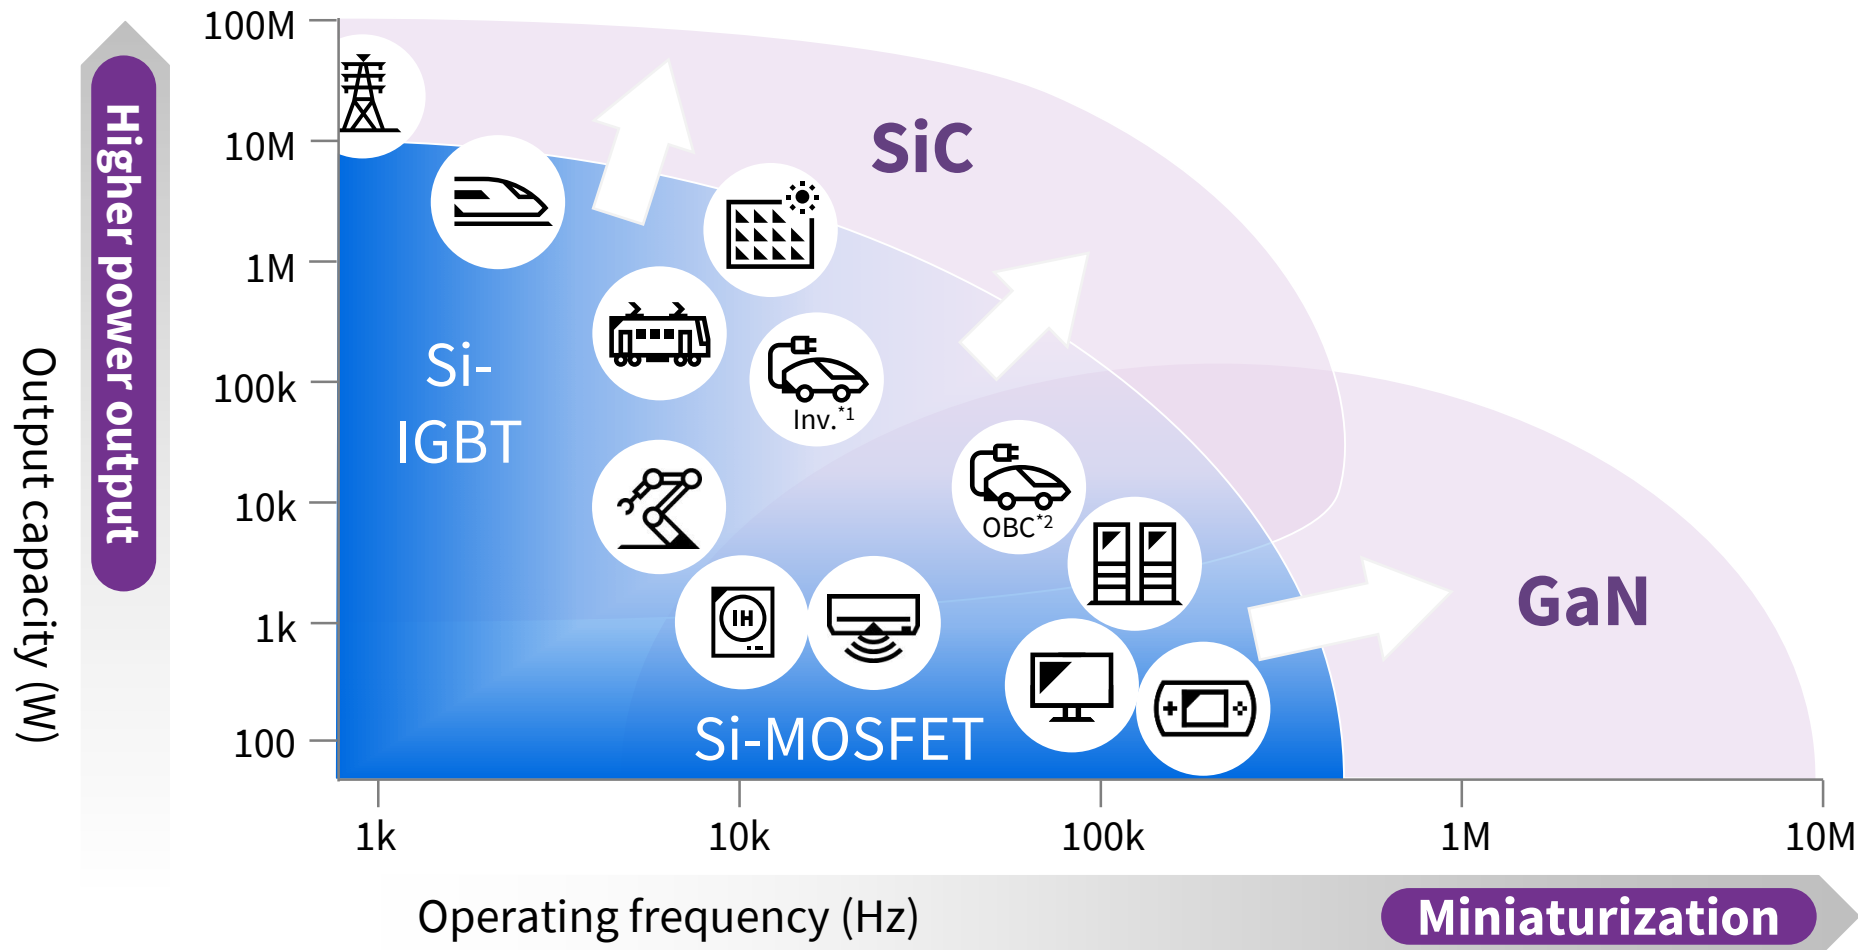 Higher power output
Output capacity (W)
100M
10M
1M
100k
10k
1k
100
SiC
Si-
IGBT
Inv.*1
OBC*2
IH
GaN
Si-MOSFET
1k
10k
100k
1M
10M
Operating frequency (Hz)
Miniaturization